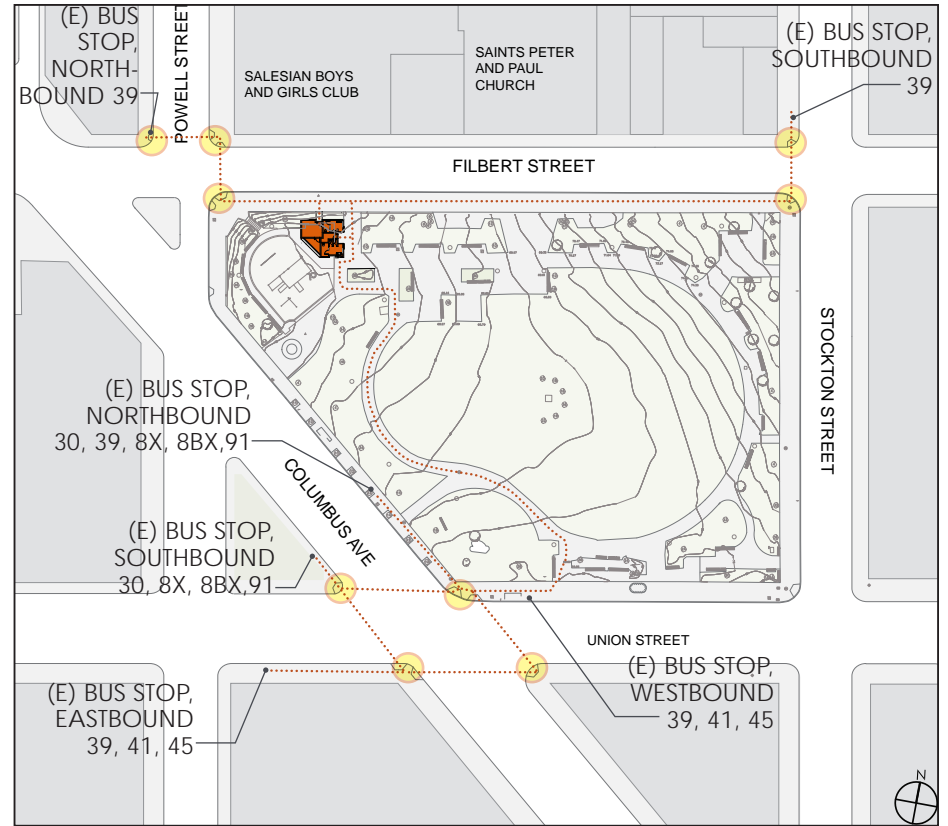 (E) BUS
STOP,
NORTH-
BOUND 39
POWELL STREET
SALESIAN BOYS
AND GIRLS CLUB
SAINTS PETER
AND PAUL
CHURCH
(E) BUS STOP,
SOUTHBOUND
39
FILBERT STREET
STOCKTON STREET
(E) BUS STOP,
NORTHBOUND
30, 39, 8X, 8BX,91
COLUMBUS AVE
(E) BUS STOP,
SOUTHBOUND
30, 8X, 8BX,91
UNION STREET
(E) BUS STOP,
WESTBOUND
39, 41, 45
(E) BUS STOP,
EASTBOUND
39, 41, 45
N